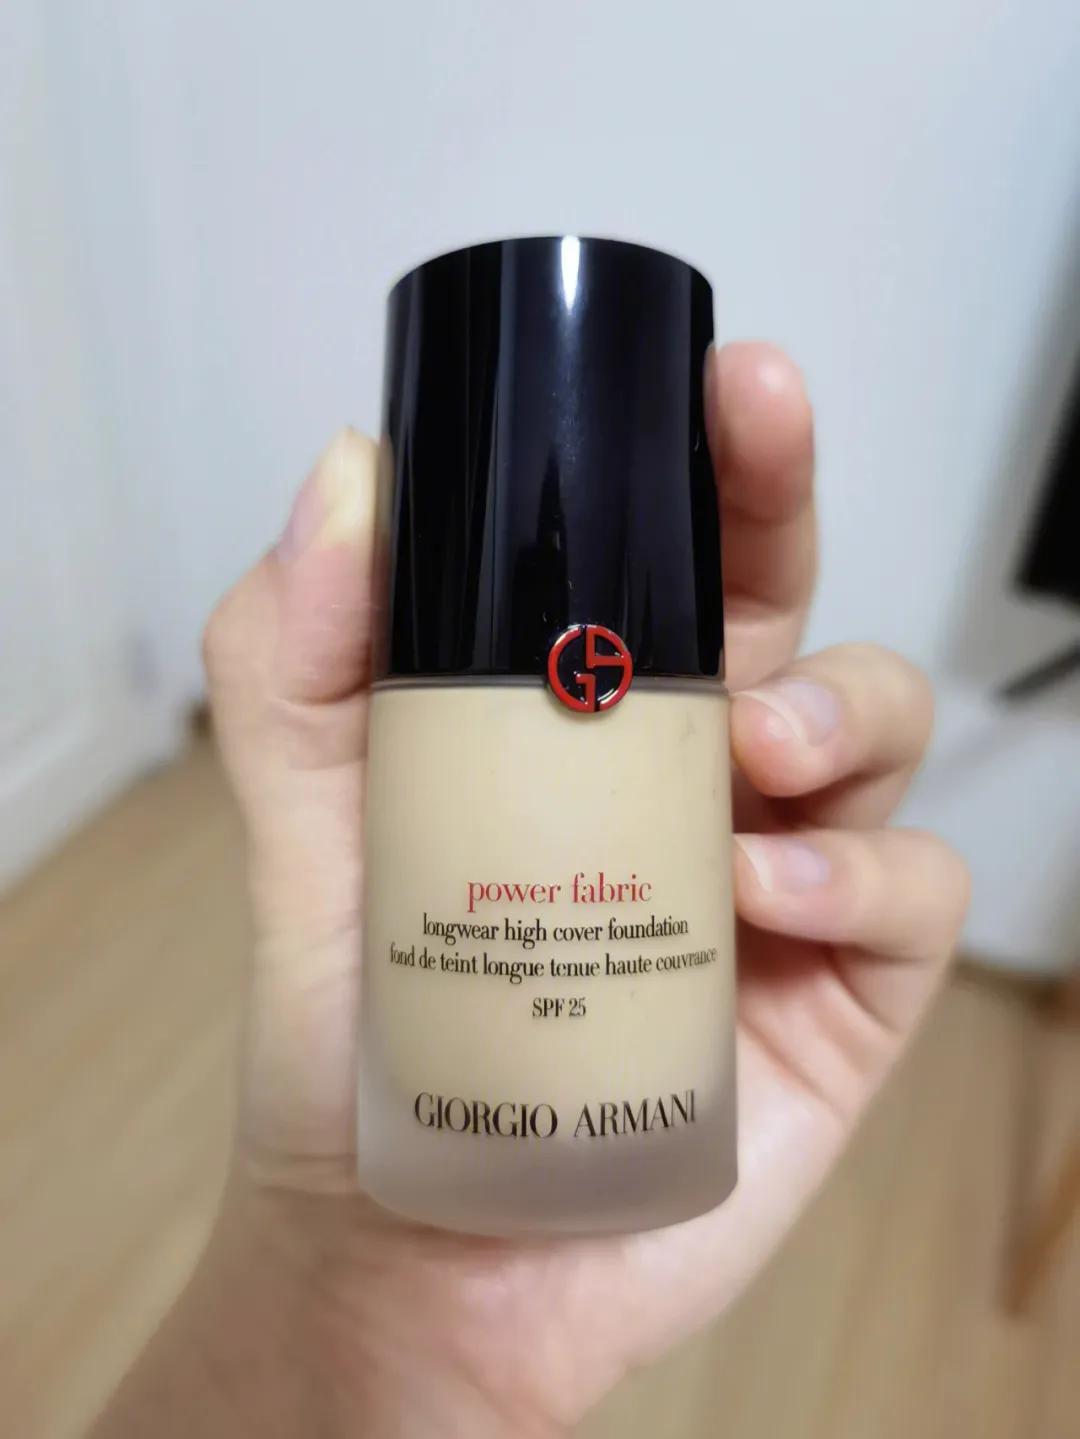 power fabric
longwear high cover foundation
fond de teint longue tenue haute couvrance
SPF 25
GIORGIO ARMANI